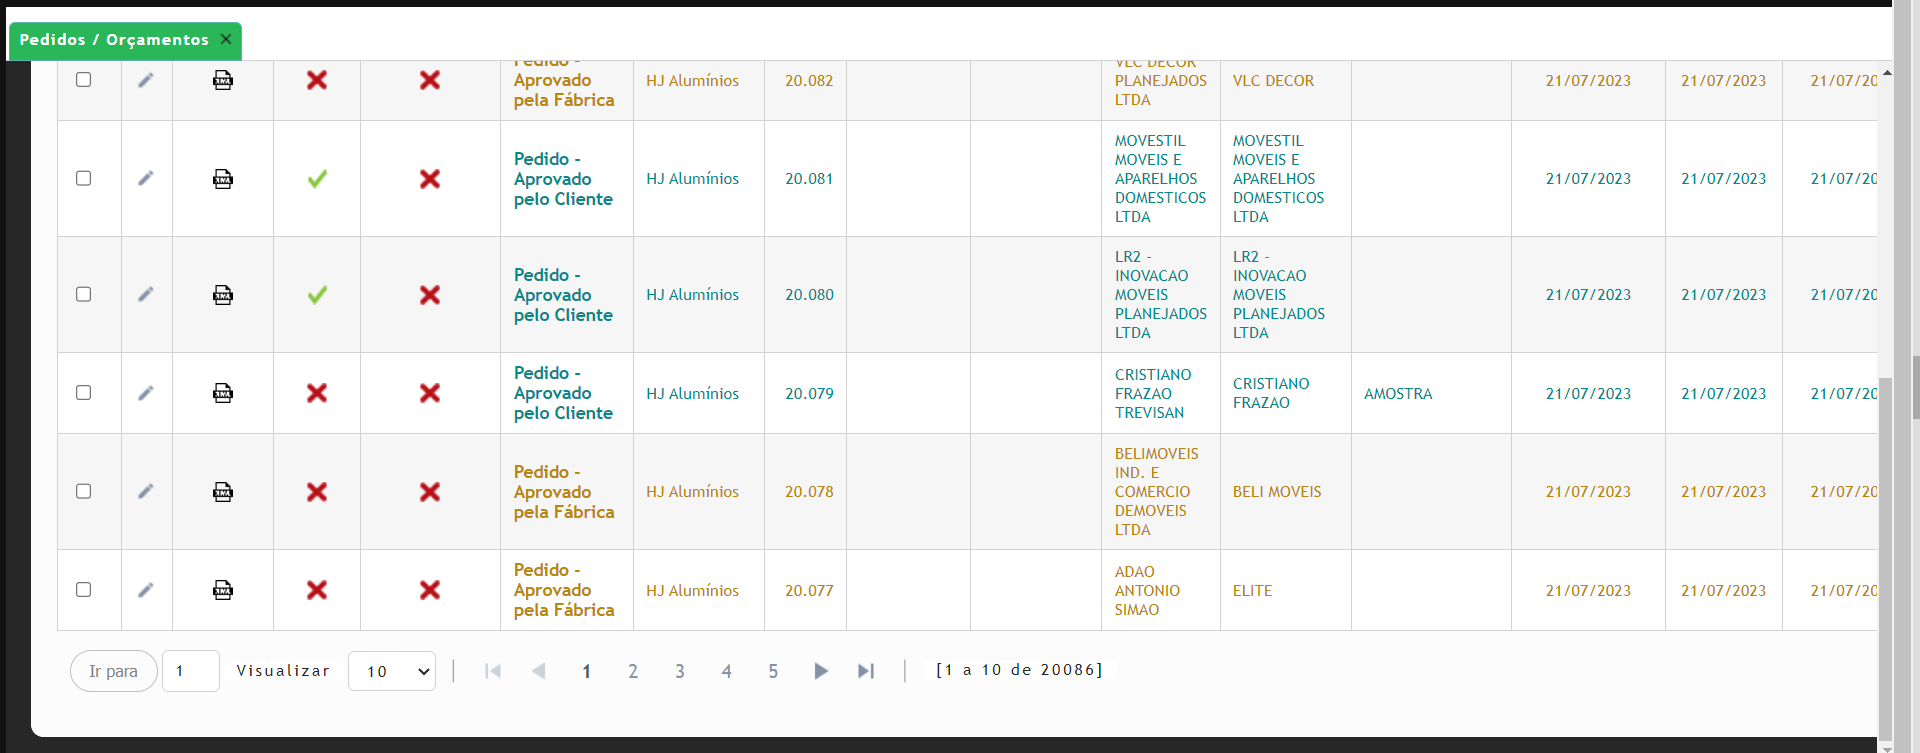 Pedidos / Orçamentos ×
Pedido -
Aprovado
pela Fábrica
HJ Alumínios
20.082
VLC DECOR
PLANEJADOS
LTDA
VLC DECOR
21/07/2023
21/07/2023
21/07/20
Pedido -
Aprovado
pelo Cliente
HJ Alumínios
20.081
MOVESTIL
MOVEIS E
APARELHOS
DOMESTICOS
LTDA
MOVESTIL
MOVEIS E
APARELHOS
DOMESTICOS
LTDA
21/07/2023
21/07/2023
21/07/20
Pedido -
Aprovado
pelo Cliente
HJ Alumínios
20.080
LR2 -
INOVACAO
MOVEIS
PLANEJADOS
LTDA
LR2 -
INOVACAO
MOVEIS
PLANEJADOS
LTDA
21/07/2023
21/07/2023
21/07/20
Pedido -
Aprovado
pelo Cliente
HJ Alumínios
20.079
CRISTIANO
FRAZAO
TREVISAN
CRISTIANO
FRAZAO
AMOSTRA
21/07/2023
21/07/2023
21/07/20
Pedido -
Aprovado
pela Fábrica
HJ Alumínios
20.078
BELIMOVEIS
IND. E
COMERCIO
DEMOVEIS
LTDA
BELI MOVEIS
21/07/2023
21/07/2023
21/07/20
Pedido -
Aprovado
pela Fábrica
HJ Alumínios
20.077
ADAO
ANTONIO
SIMAO
ELITE
21/07/2023
21/07/2023
21/07/20
Ir para 1 Visualizar 10 1 2 3 4 5 [1 a 10 de 20086]